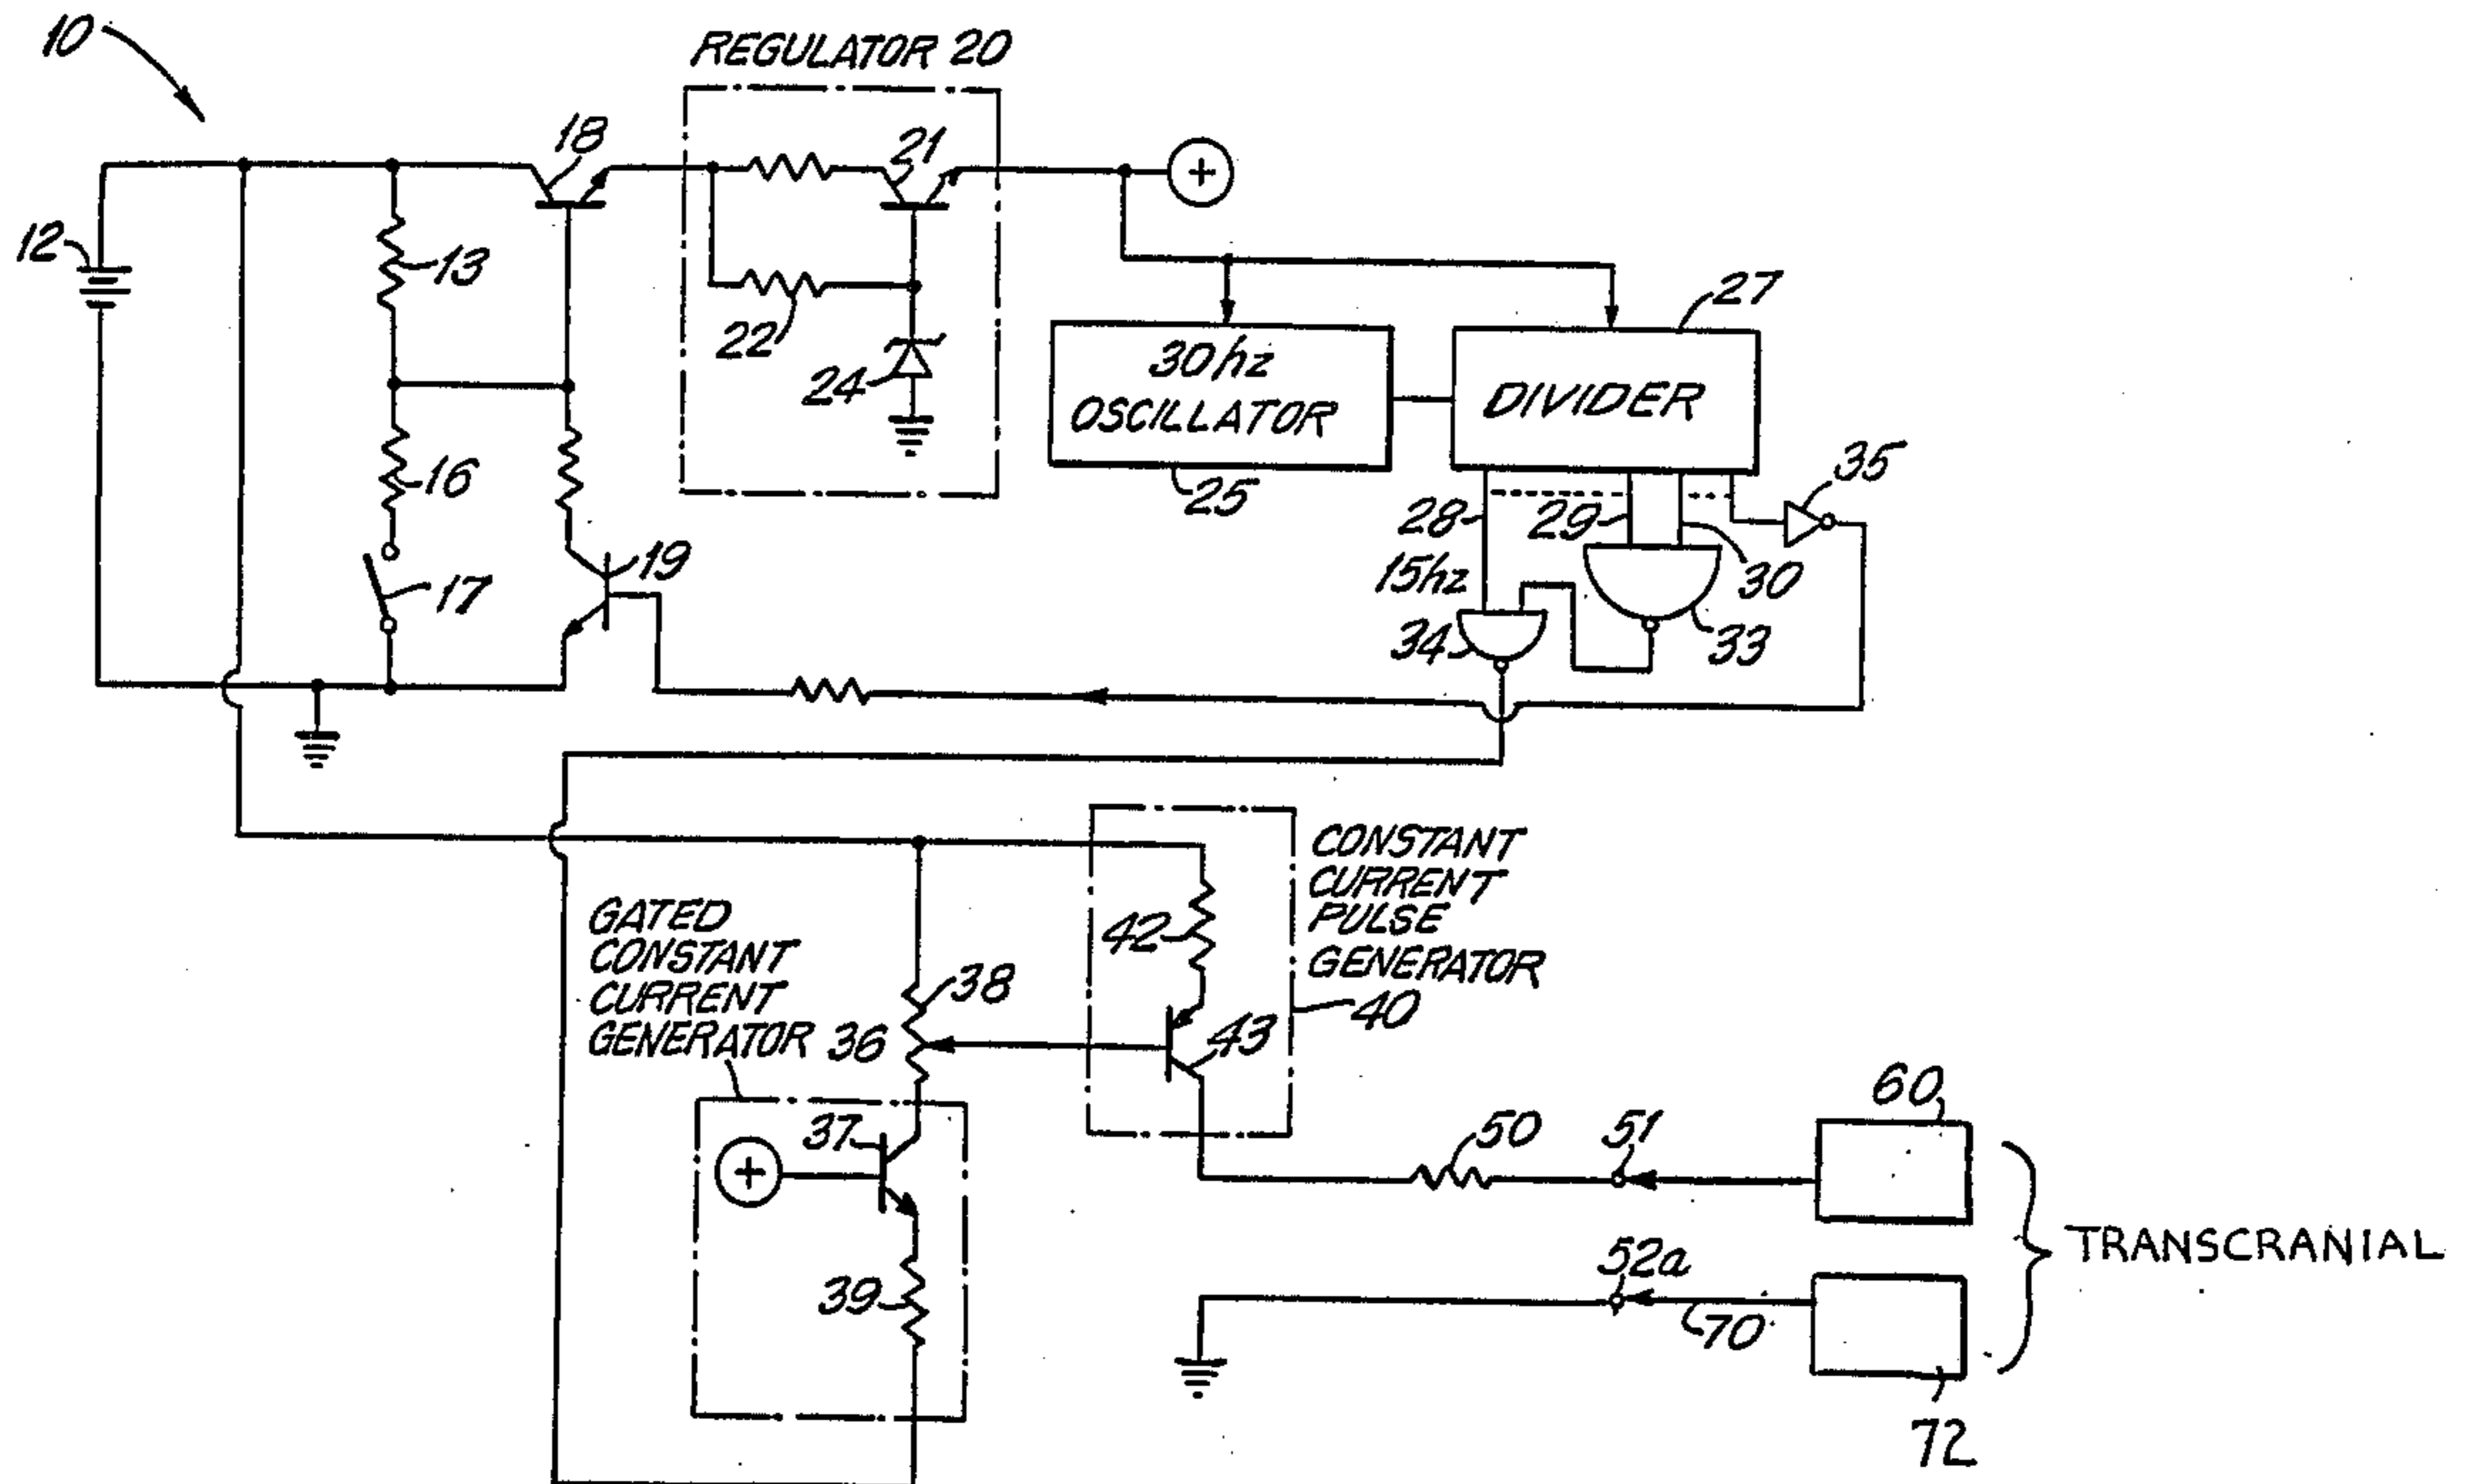 10
REGULATOR 20
18
21
12
13
22
24
27
30hz
OSCILLATOR
DIVIDER
25
35
16
28
29
15hz
30
17
19
34
33
CONSTANT
CURRENT
PULSE
GENERATOR
40
42
43
GATED
CONSTANT
CURRENT
GENERATOR 36
38
37
39
50
51
60
52a
70
72
TRANSCRANIAL